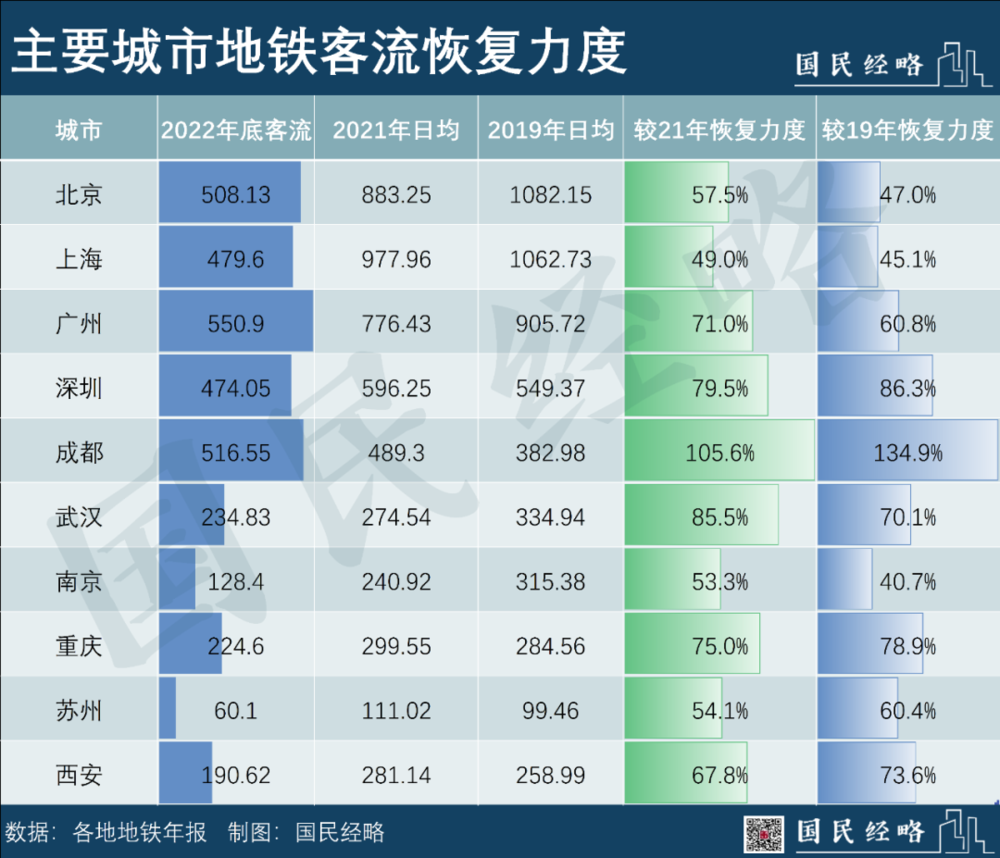 主要城市地铁客流恢复力度
国民经略
城市 2022年底客流 2021年日均 2019年日均 较21年恢复力度 较19年恢复力度
北京 508.13 883.25 1082.15 57.5% 47.0%
上海 479.6 977.96 1062.73 49.0% 45.1%
广州 550.9 776.43 905.72 71.0% 60.8%
深圳 474.05 596.25 549.37 79.5% 86.3%
成都 516.55 489.3 382.98 105.6% 134.9%
武汉 234.83 274.54 334.94 85.5% 70.1%
南京 128.4 240.92 315.38 53.3% 40.7%
重庆 224.6 299.55 284.56 75.0% 78.9%
苏州 60.1 111.02 99.46 54.1% 60.4%
西安 190.62 281.14 258.99 67.8% 73.6%
国民经略
数据：各地地铁年报 制图：国民经略
国民经略